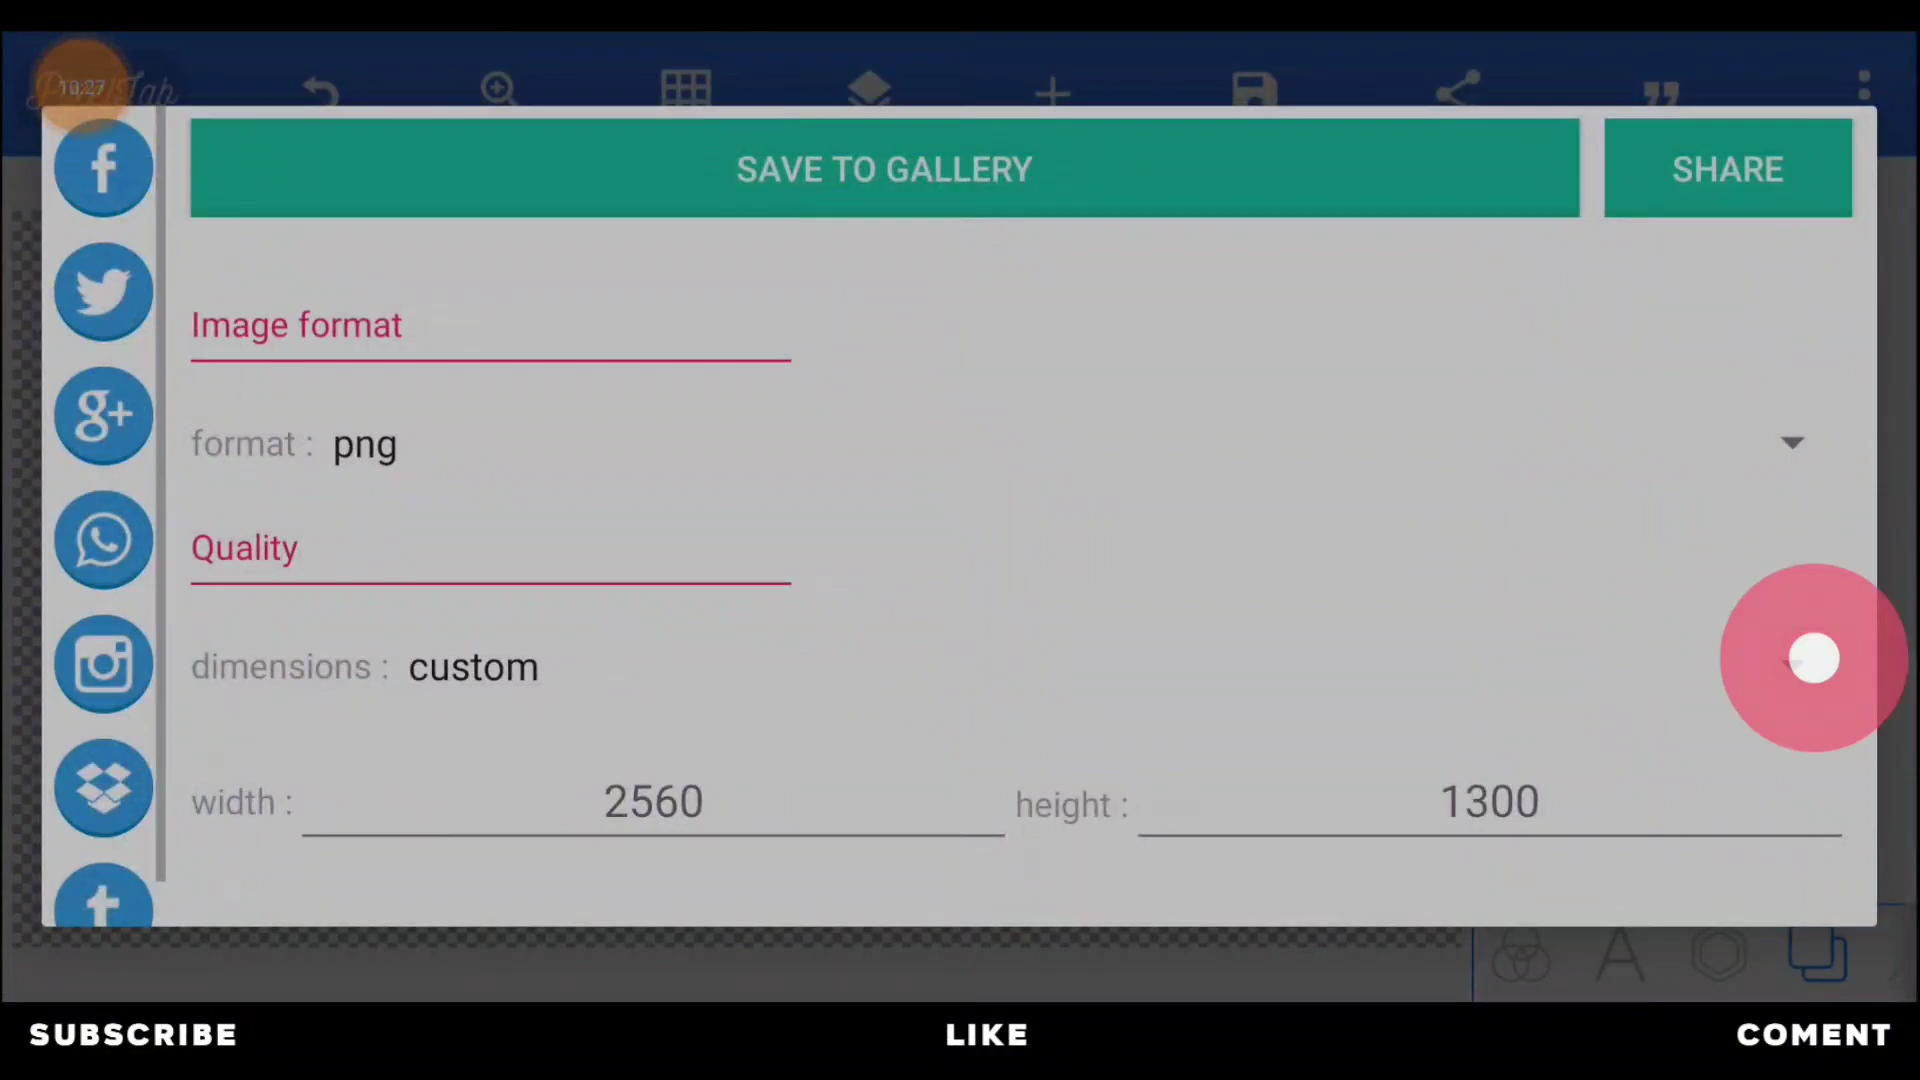 10:27
SAVE TO GALLERY
SHARE
Image format
format : png
Quality
dimensions : custom
width : 2560 height : 1300
SUBSCRIBE
LIKE
COMENT